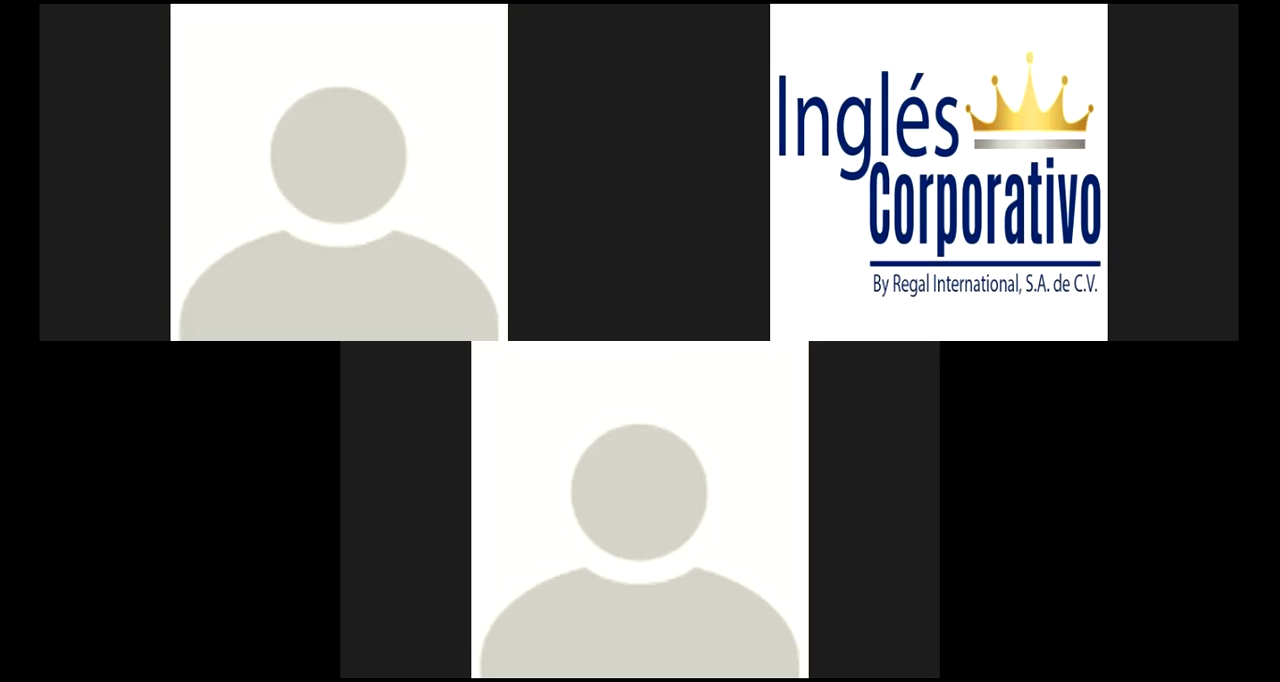 Inglés
Corporativo
By Regal International, S.A. de C.V.